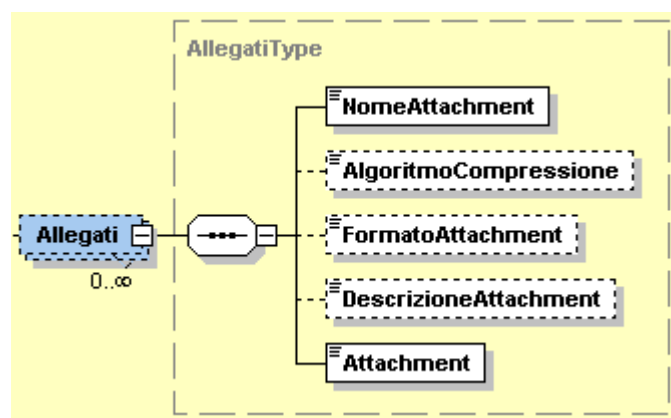 AllegatiType
NomeAttachment
AlgoritmoCompressione
Allegati
FormatoAttachment
0..∞
DescrizioneAttachment
Attachment